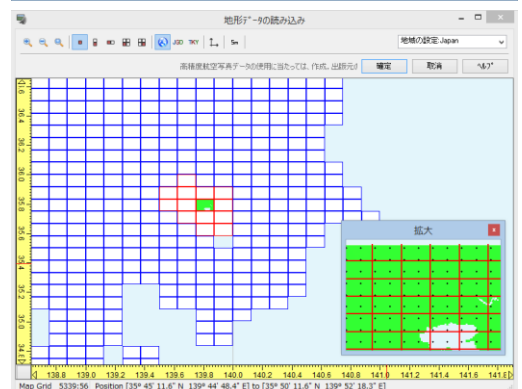 地形ﾃﾞｰﾀの読み込み
JGD TKY 5m
地域の設定:Japan
高精度航空写真データの使用に当たっては、作成、出版元の
確定 取消 ﾍﾙﾌﾟ
36.4
36.2
36.0
35.8
35.6
35.4
35.2
35.0
拡大
138.8 139.0 139.2 139.4 139.6 139.8 140.0 140.2 140.4 140.6 140.8 141.0 141.2 141.4 141.6 E
Map Grid 5339:56 Position [35° 45' 11.6" N 139° 44' 48.4" E] to [35° 50' 11.6" N 139° 52' 18.3" E]